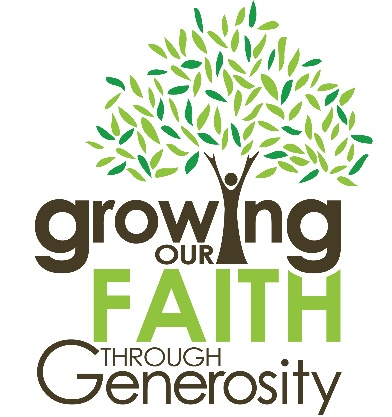 growing
OUR
FAITH
THROUGH
Generosity